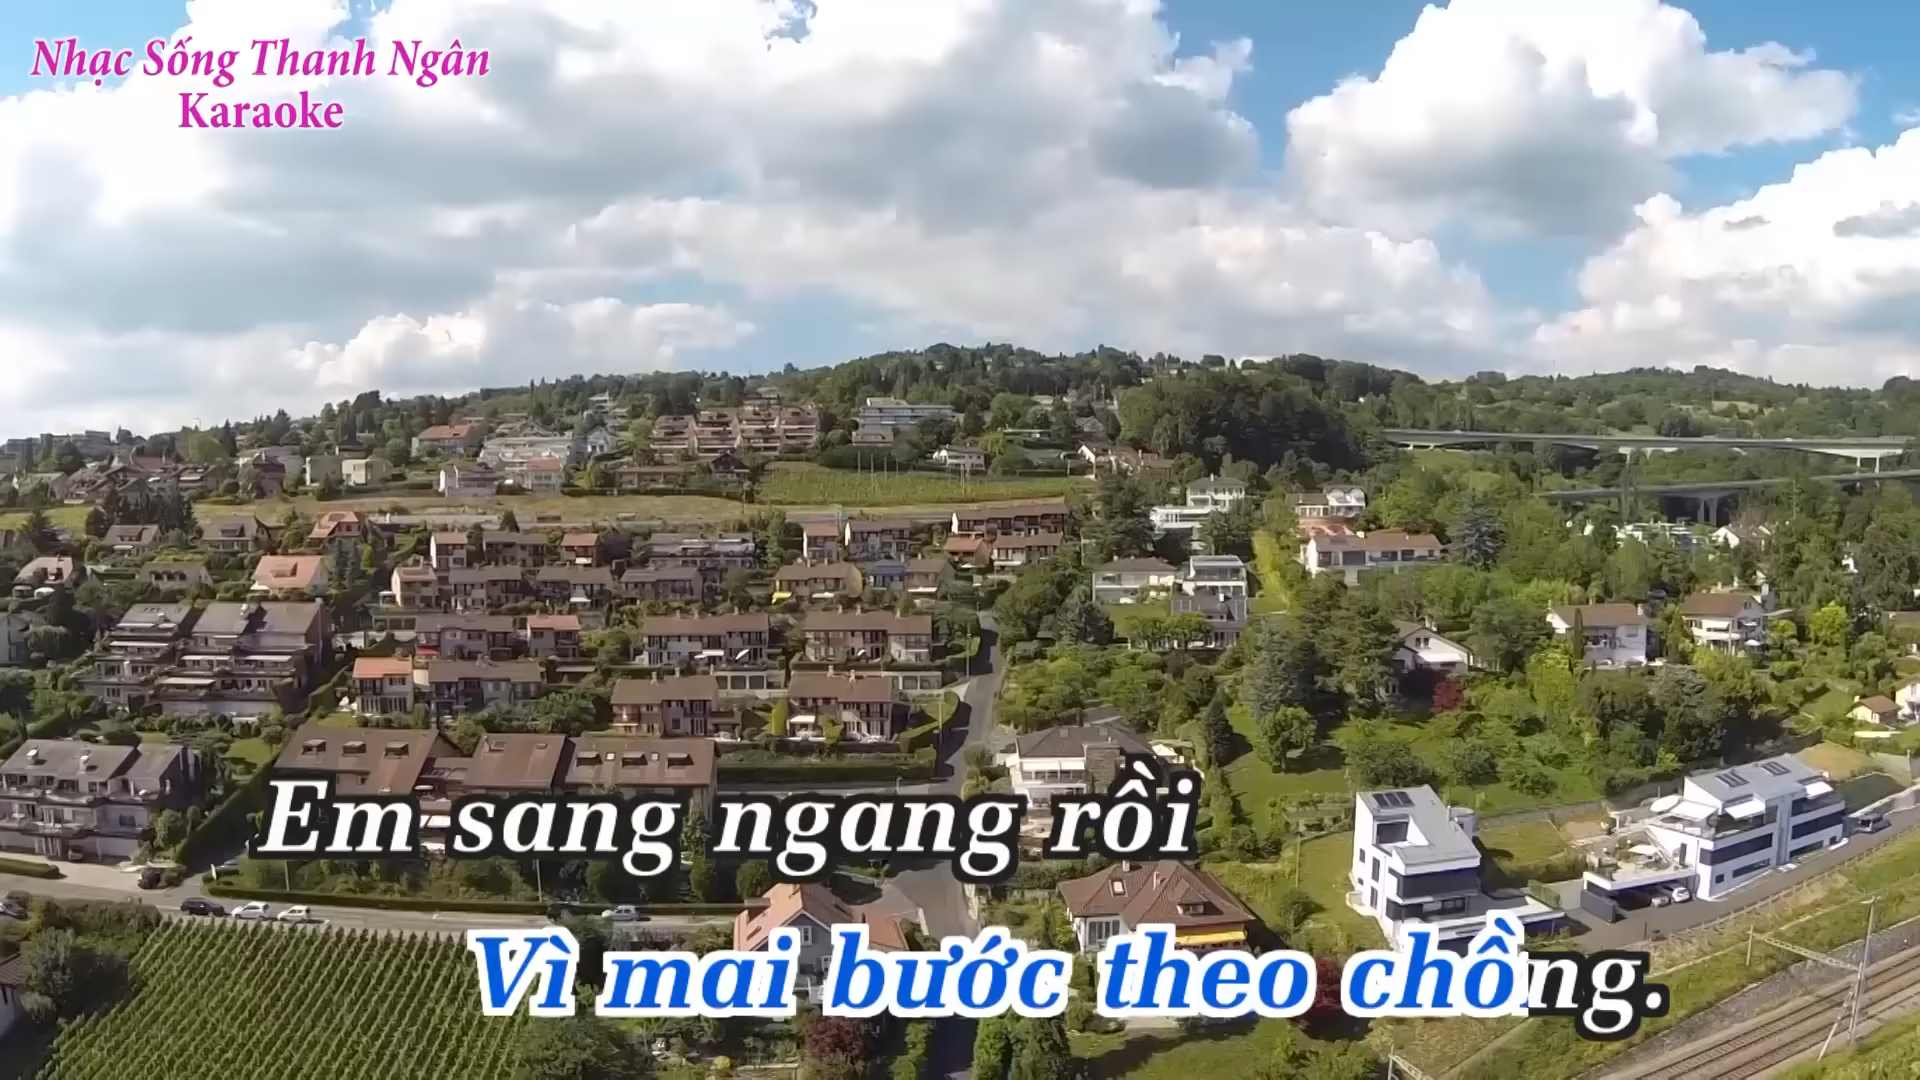 Nhạc Sống Thanh Ngân
Karaoke
Em sang ngang rồi
Vì mai bước theo chồng.